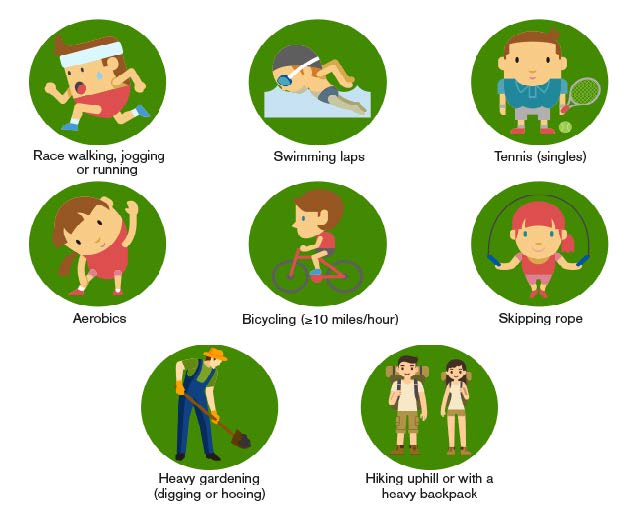 Race walking, jogging
or running
Swimming laps
Tennis (singles)
Aerobics
Bicycling (≥10 miles/hour)
Skipping rope
Heavy gardening
(digging or hoeing)
Hiking uphill or with a
heavy backpack